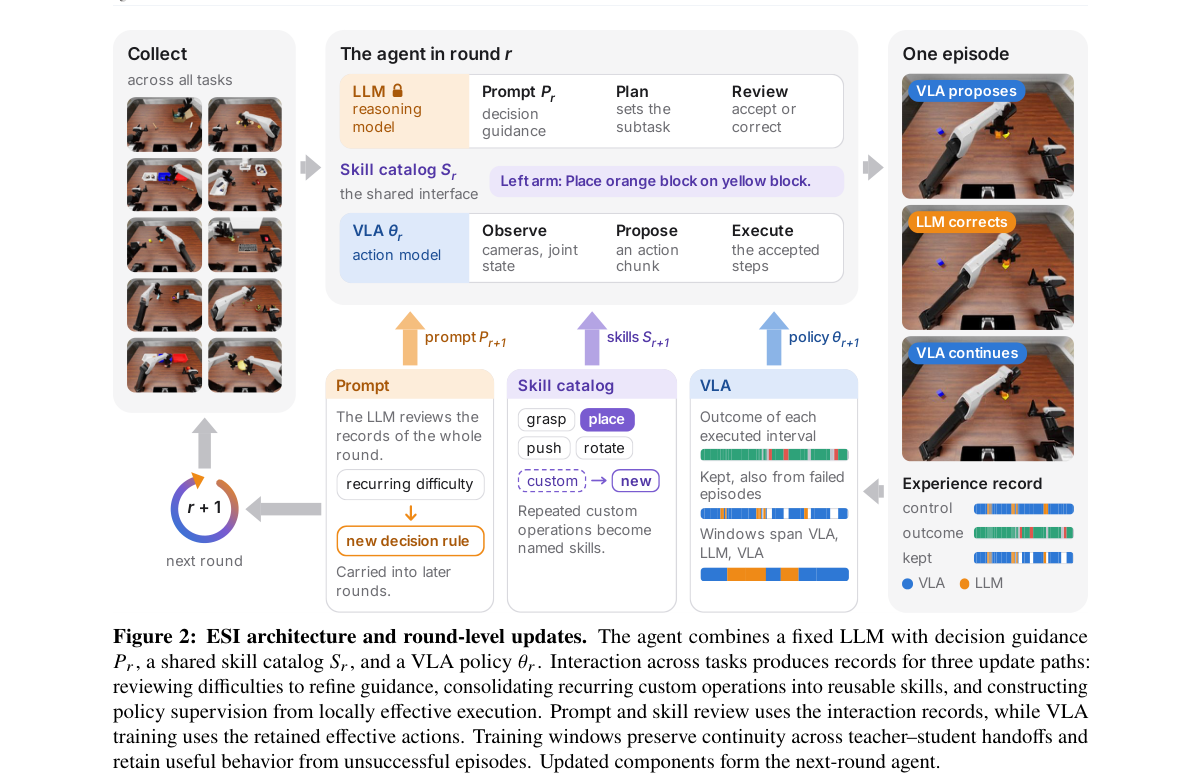 Collect
across all tasks
The agent in round r
LLM
reasoning
model
Prompt Pr
decision
guidance
Plan
sets the
subtask
Review
accept or
correct
Skill catalog Sr
the shared interface
Left arm: Place orange block on yellow block.
VLA θr
action model
Observe
cameras, joint
state
Propose
an action
chunk
Execute
the accepted
steps
One episode
VLA proposes
LLM corrects
VLA continues
Experience record
control
outcome
kept
VLA
LLM
prompt Pr+1
skills Sr+1
policy θr+1
Prompt
The LLM reviews the
records of the whole
round.
recurring difficulty
new decision rule
Carried into later
rounds.
Skill catalog
grasp place
push rotate
custom → new
Repeated custom
operations become
named skills.
VLA
Outcome of each
executed interval
Kept, also from failed
episodes
Windows span VLA,
LLM, VLA
r + 1
next round
Figure 2: ESI architecture and round-level updates. The agent combines a fixed LLM with decision guidance
Pr, a shared skill catalog Sr, and a VLA policy θr. Interaction across tasks produces records for three update paths:
reviewing difficulties to refine guidance, consolidating recurring custom operations into reusable skills, and constructing
policy supervision from locally effective execution. Prompt and skill review uses the interaction records, while VLA
training uses the retained effective actions. Training windows preserve continuity across teacher–student handoffs and
retain useful behavior from unsuccessful episodes. Updated components form the next-round agent.